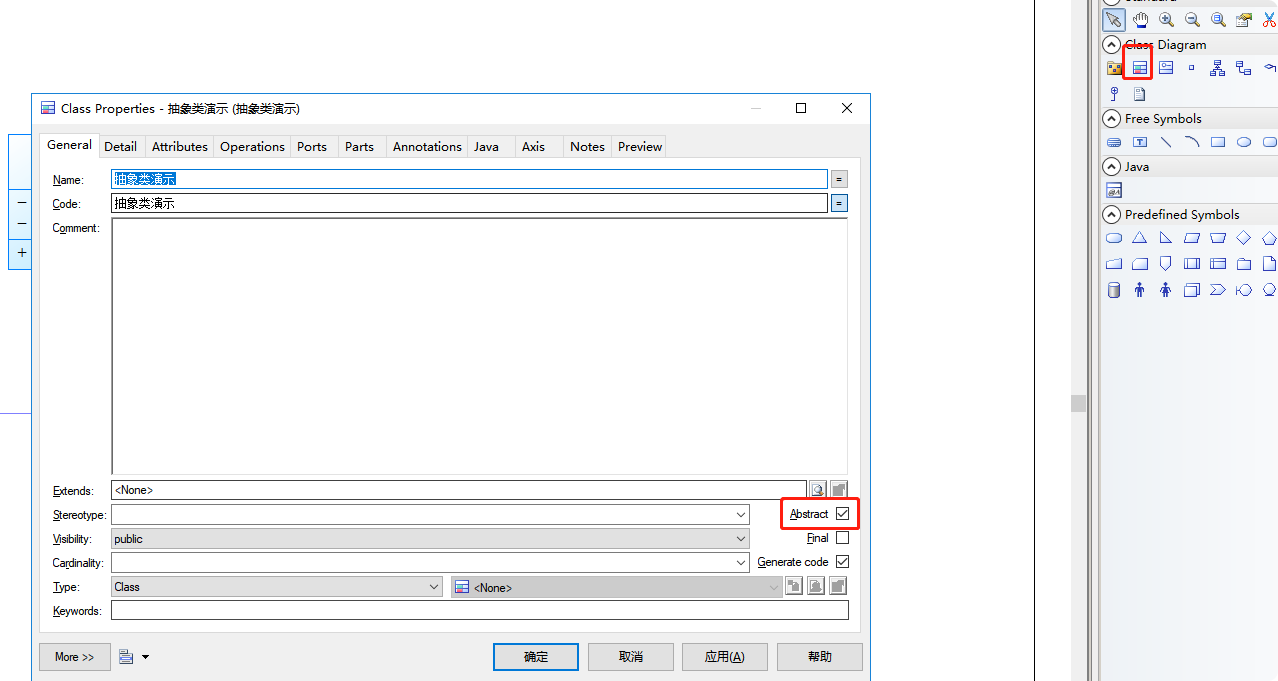 Class Diagram
Free Symbols
Java
Predefined Symbols
Class Properties - 抽象类演示 (抽象类演示)
General Detail Attributes Operations Ports Parts Annotations Java Axis Notes Preview
Name: 抽象类演示 =
Code: 抽象类演示 =
Comment:
Extends: <None>
Stereotype: Abstract
Visibility: public Final
Cardinality: Generate code
Type: Class <None>
Keywords:
More >> 确定 取消 应用(A) 帮助